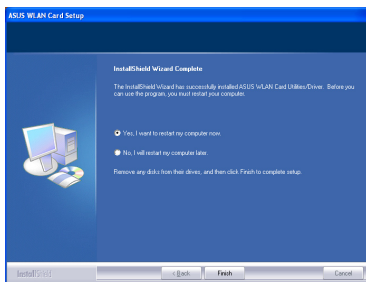 ASUS WLAN Card Setup
InstallShield Wizard Complete
The InstallShield Wizard has successfully installed ASUS WLAN Card Utilities/Driver. Before you
can use the program, you must restart your computer.
Yes, I want to restart my computer now.
No, I will restart my computer later.
Remove any disks from their drives, and then click Finish to complete setup.
InstallShield
< Back
Finish
Cancel